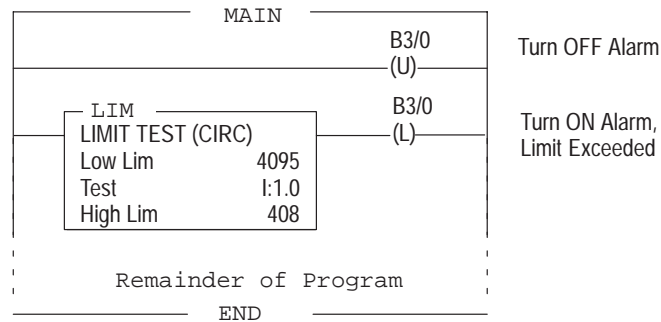 MAIN
B3/0
(U)
Turn OFF Alarm
LIM
LIMIT TEST (CIRC)
Low Lim 4095
Test I:1.0
High Lim 408
B3/0
(L)
Turn ON Alarm,
Limit Exceeded
Remainder of Program
END